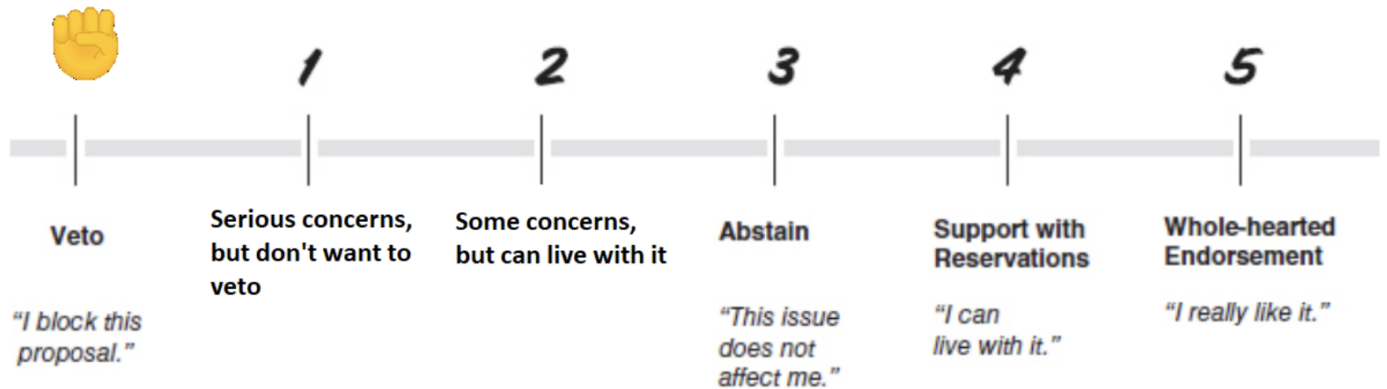 1 2 3 4 5
Veto
Serious concerns,
but don't want to
veto
Some concerns,
but can live with it
Abstain
Support with
Reservations
Whole-hearted
Endorsement
“I block this
proposal.”
“This issue
does not
affect me.”
“I can
live with it.”
“I really like it.”